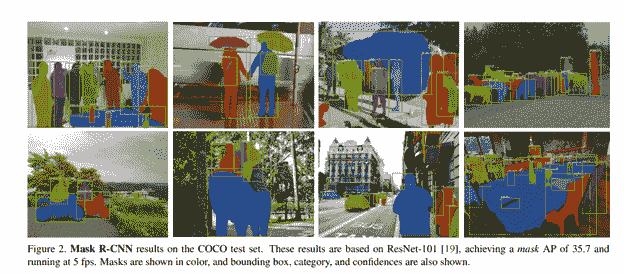 Figure 2. Mask R-CNN results on the COCO test set. These results are based on ResNet-101 [19], achieving a mask AP of 35.7 and
running at 5 fps. Masks are shown in color, and bounding box, category, and confidences are also shown.